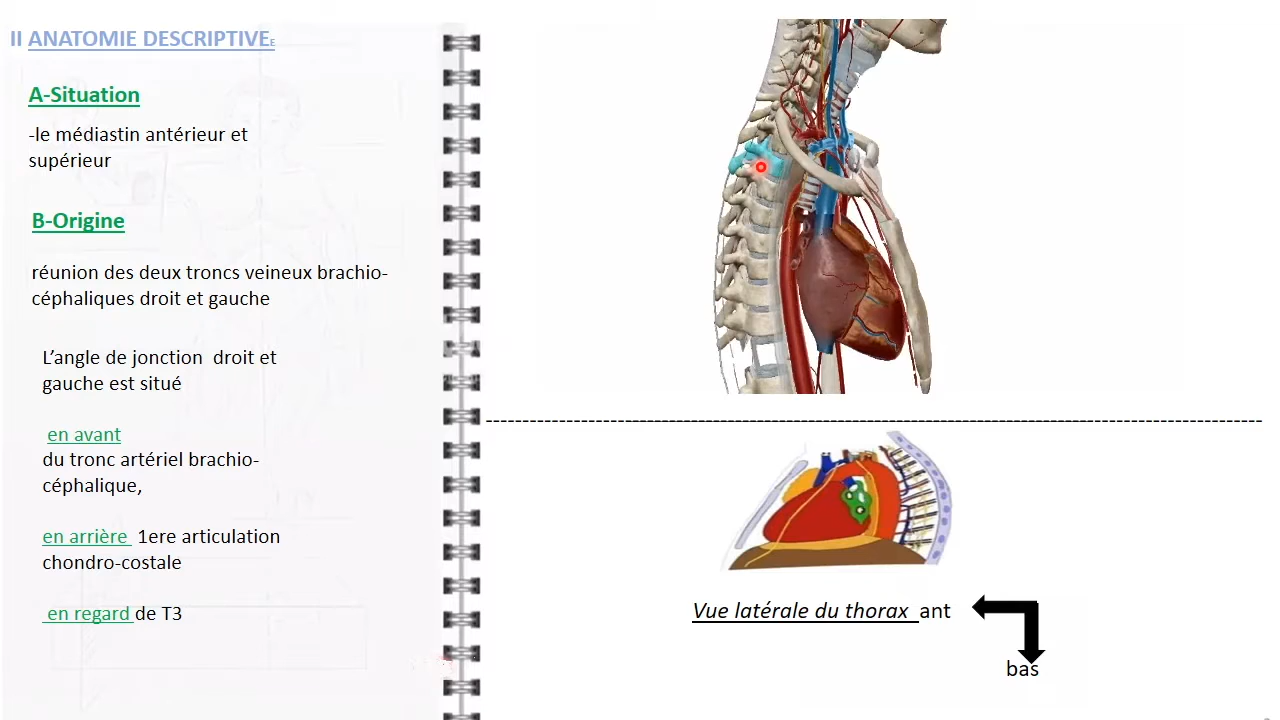 II ANATOMIE DESCRIPTIVEE
A-Situation
-le médiastin antérieur et
supérieur
B-Origine
réunion des deux troncs veineux brachio-
céphaliques droit et gauche
L’angle de jonction droit et
gauche est situé
en avant
du tronc artériel brachio-
céphalique,
en arrière 1ere articulation
chondro-costale
en regard de T3
Vue latérale du thorax ant
bas